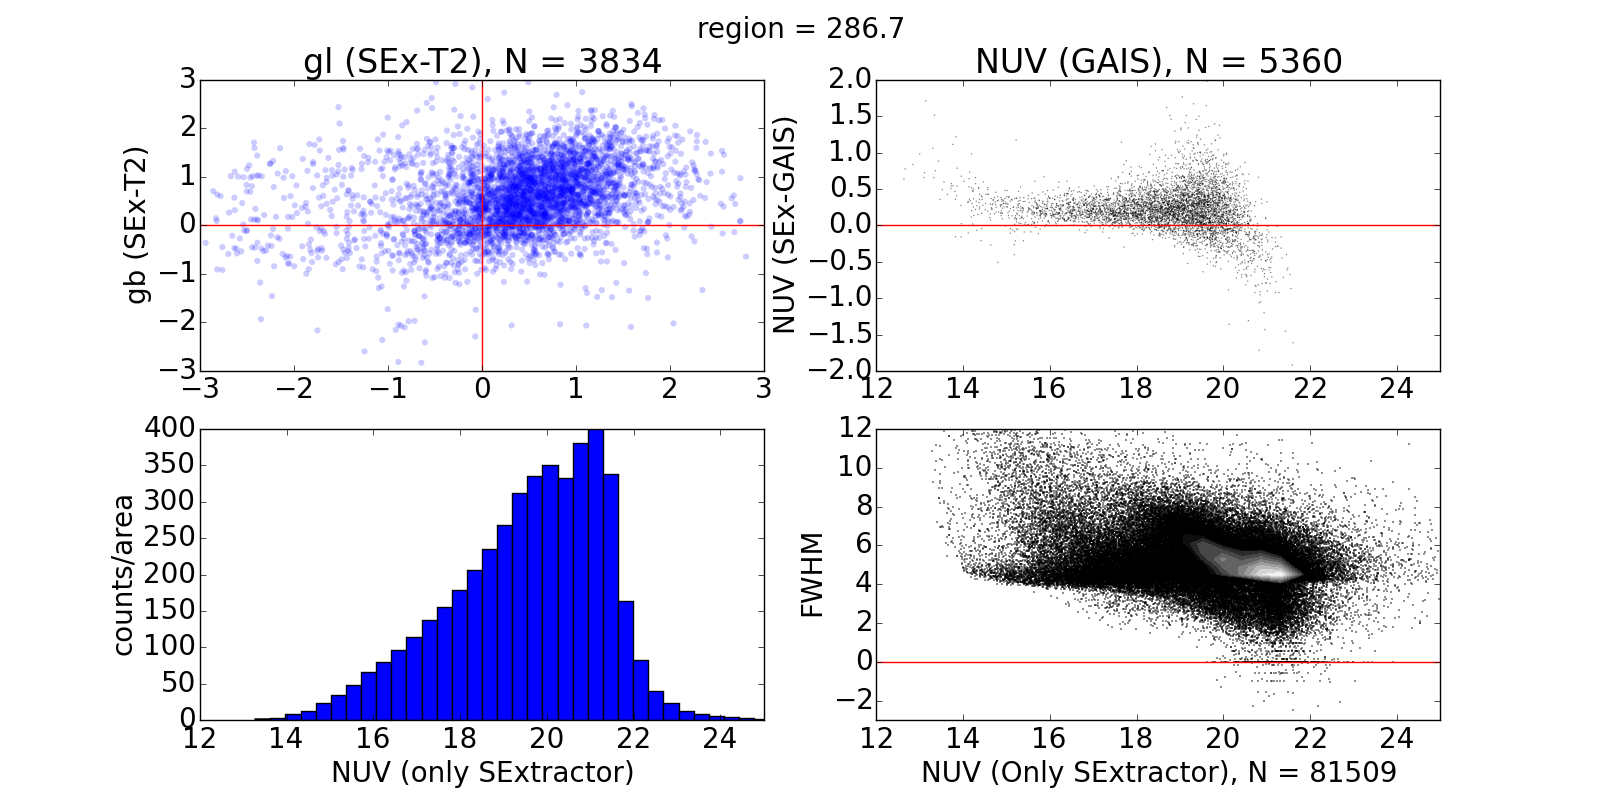 region = 286.7
gl (SEx-T2), N = 3834
3
2
1
0
−1
−2
−3
gb (SEx-T2)
−3 −2 −1 0 1 2 3
NUV (GAIS), N = 5360
2.0
1.5
1.0
0.5
0.0
−0.5
−1.0
−1.5
−2.0
NUV (SEx-GAIS)
12 14 16 18 20 22 24
400
350
300
250
200
150
100
50
0
counts/area
12 14 16 18 20 22 24
NUV (only SExtractor)
12
10
8
6
4
2
0
−2
FWHM
12 14 16 18 20 22 24
NUV (Only SExtractor), N = 81509